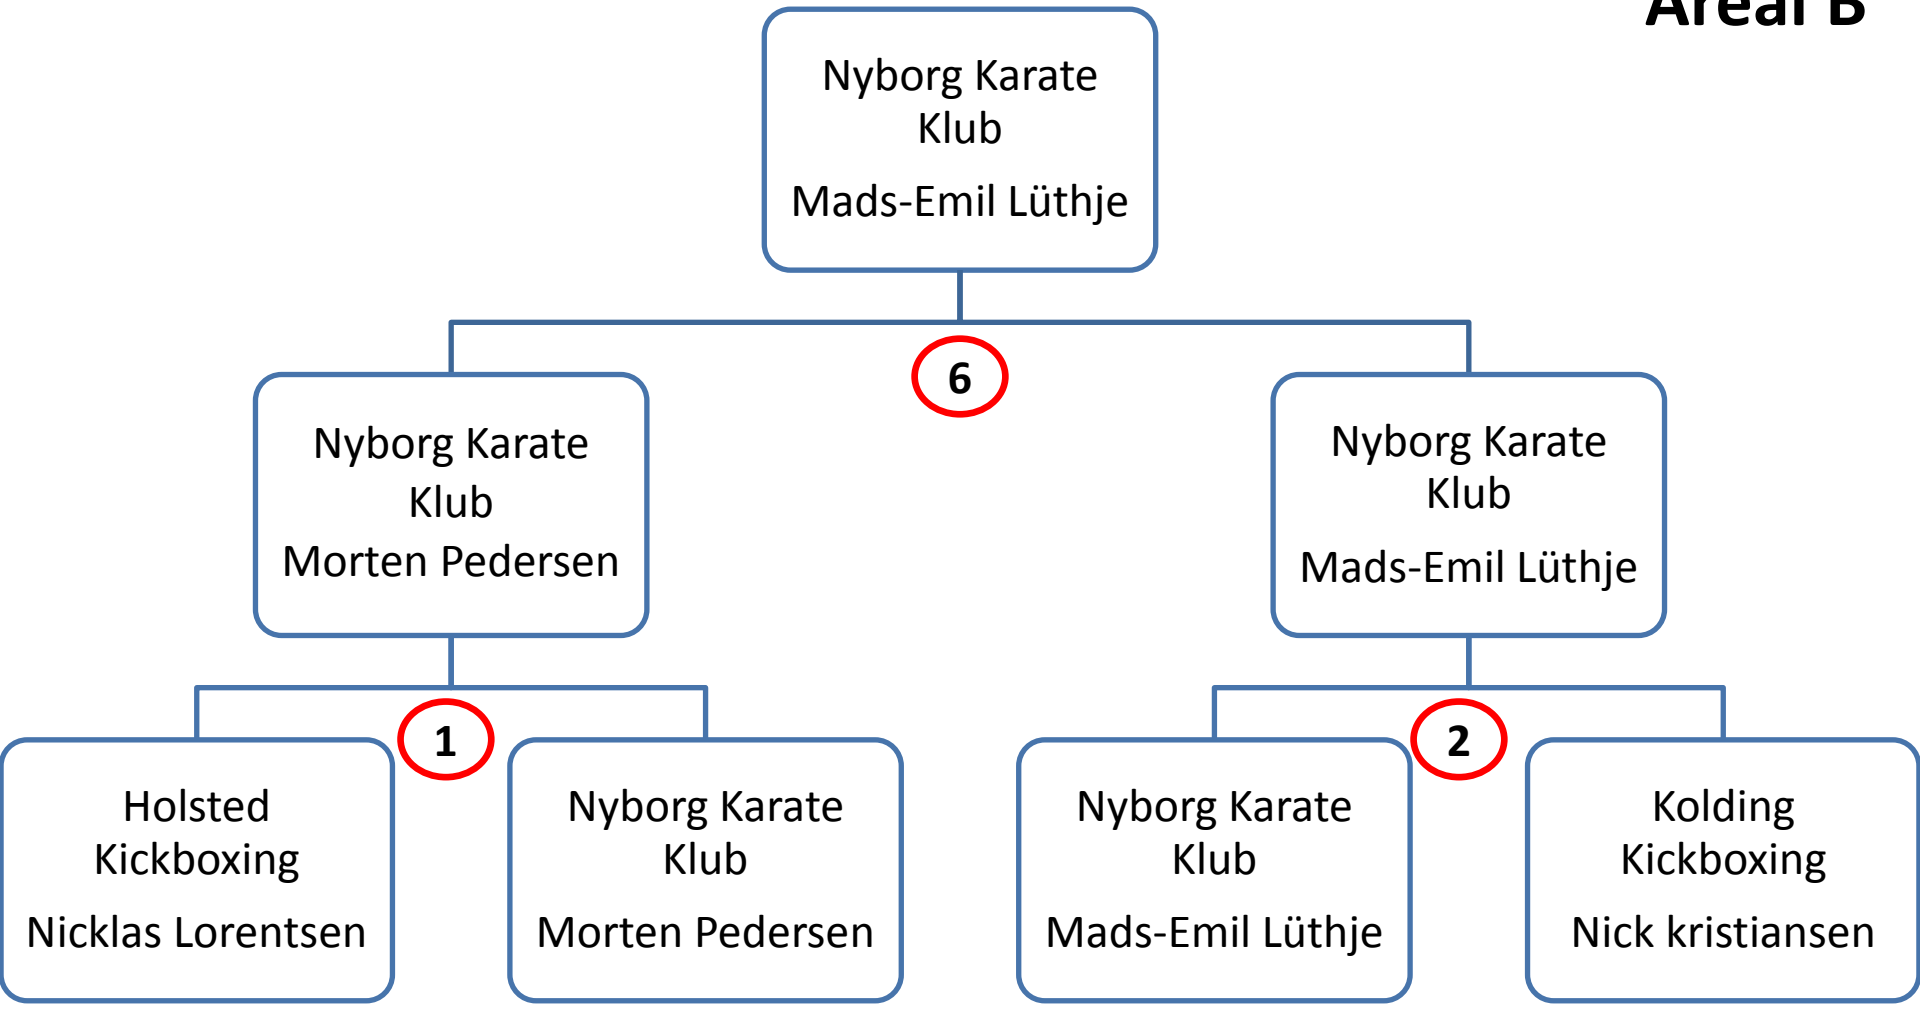 Areal B
Nyborg Karate
Klub
Mads-Emil Lüthje
6
Nyborg Karate
Klub
Morten Pedersen
Nyborg Karate
Klub
Mads-Emil Lüthje
1
2
Holsted
Kickboxing
Nicklas Lorentsen
Nyborg Karate
Klub
Morten Pedersen
Nyborg Karate
Klub
Mads-Emil Lüthje
Kolding
Kickboxing
Nick kristiansen